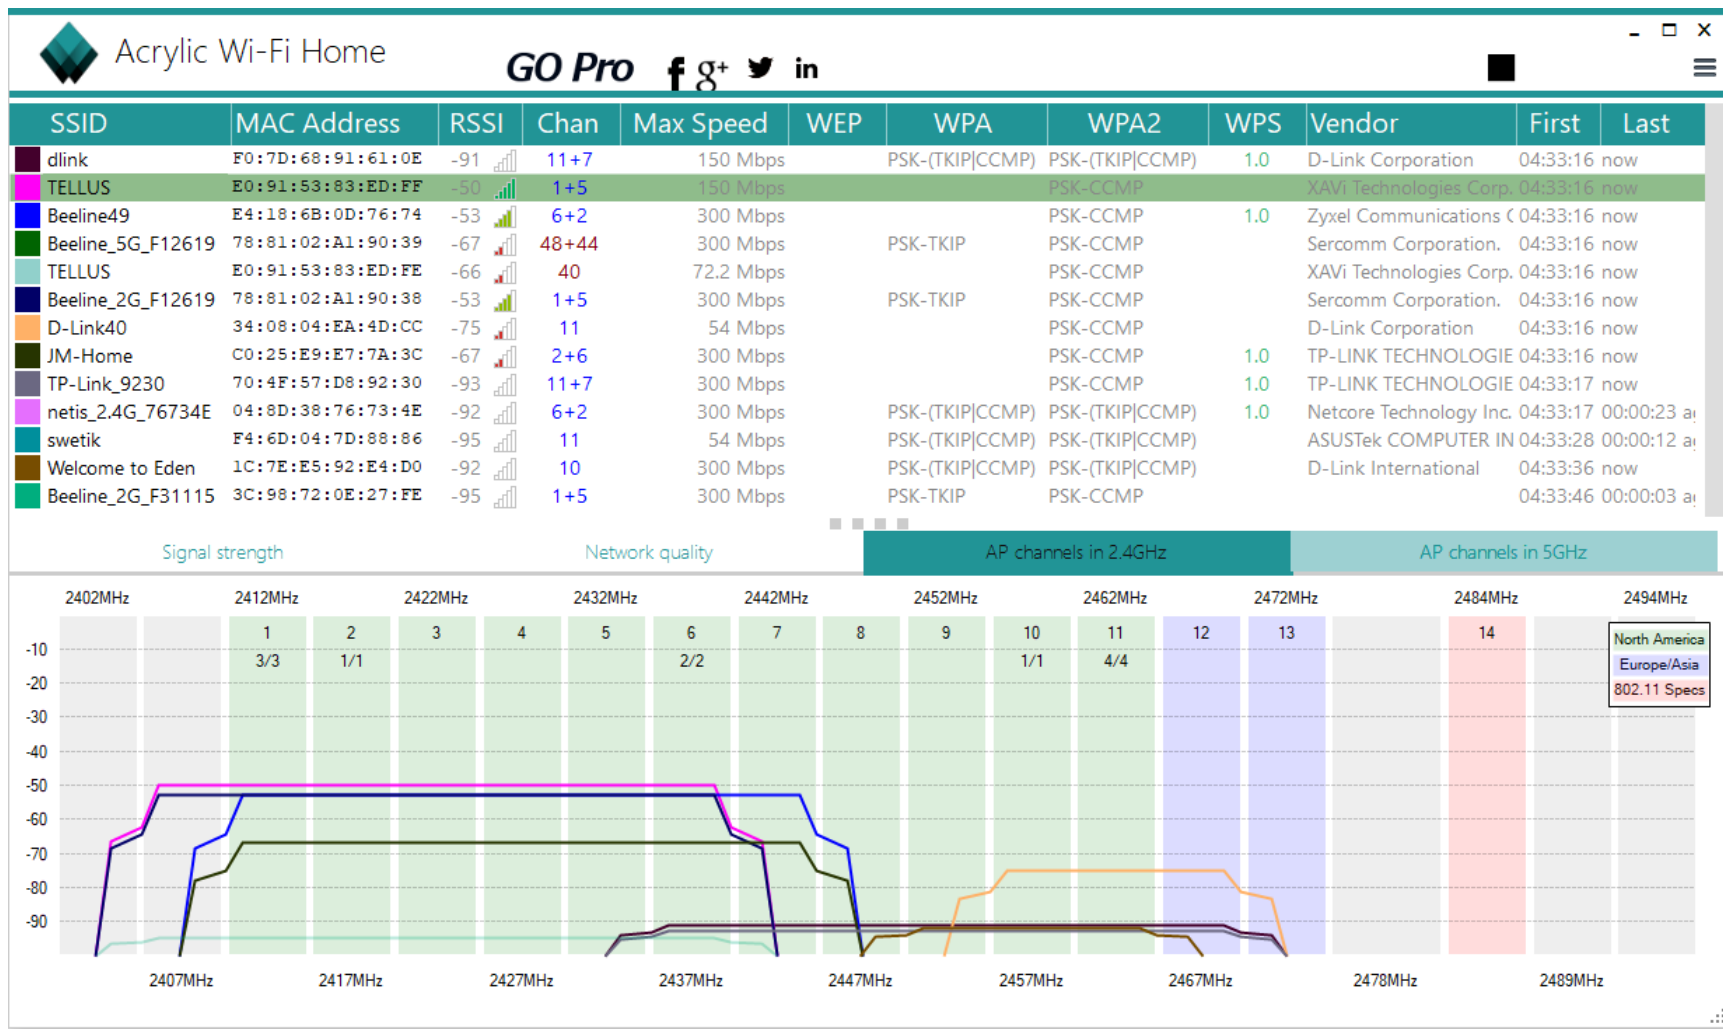 Acrylic Wi-Fi Home
GO Pro f g+ in
SSID MAC Address RSSI Chan Max Speed WEP WPA WPA2 WPS Vendor First Last
dlink F0:7D:68:91:61:0E -91 11+7 150 Mbps PSK-(TKIP|CCMP) PSK-(TKIP|CCMP) 1.0 D-Link Corporation 04:33:16 now
TELLUS E0:91:53:83:ED:FF -50 1+5 150 Mbps PSK-CCMP XAVi Technologies Corp. 04:33:16 now
Beeline49 E4:18:6B:0D:76:74 -53 6+2 300 Mbps PSK-CCMP 1.0 Zyxel Communications C 04:33:16 now
Beeline_5G_F12619 78:81:02:A1:90:39 -67 48+44 300 Mbps PSK-TKIP PSK-CCMP Sercomm Corporation. 04:33:16 now
TELLUS E0:91:53:83:ED:FE -66 40 72.2 Mbps PSK-CCMP XAVi Technologies Corp. 04:33:16 now
Beeline_2G_F12619 78:81:02:A1:90:38 -53 1+5 300 Mbps PSK-TKIP PSK-CCMP Sercomm Corporation. 04:33:16 now
D-Link40 34:08:04:EA:4D:CC -75 11 54 Mbps PSK-CCMP D-Link Corporation 04:33:16 now
JM-Home C0:25:E9:E7:7A:3C -67 2+6 300 Mbps PSK-CCMP 1.0 TP-LINK TECHNOLOGIE 04:33:16 now
TP-Link_9230 70:4F:57:D8:92:30 -93 11+7 300 Mbps PSK-CCMP 1.0 TP-LINK TECHNOLOGIE 04:33:17 now
netis_2.4G_76734E 04:8D:38:76:73:4E -92 6+2 300 Mbps PSK-(TKIP|CCMP) PSK-(TKIP|CCMP) 1.0 Netcore Technology Inc. 04:33:17 00:00:23 a
swetik F4:6D:04:7D:88:86 -95 11 54 Mbps PSK-(TKIP|CCMP) PSK-(TKIP|CCMP) ASUSTek COMPUTER IN 04:33:28 00:00:12 a
Welcome to Eden 1C:7E:E5:92:E4:D0 -92 10 300 Mbps PSK-(TKIP|CCMP) PSK-(TKIP|CCMP) D-Link International 04:33:36 now
Beeline_2G_F31115 3C:98:72:0E:27:FE -95 1+5 300 Mbps PSK-TKIP PSK-CCMP 04:33:46 00:00:03 a
Signal strength Network quality AP channels in 2.4GHz AP channels in 5GHz
2402MHz 2412MHz 2422MHz 2432MHz 2442MHz 2452MHz 2462MHz 2472MHz 2484MHz 2494MHz
1 2 3 4 5 6 7 8 9 10 11 12 13 14
3/3 1/1 2/2 1/1 4/4
North America
Europe/Asia
802.11 Specs
-10
-20
-30
-40
-50
-60
-70
-80
-90
2407MHz 2417MHz 2427MHz 2437MHz 2447MHz 2457MHz 2467MHz 2478MHz 2489MHz